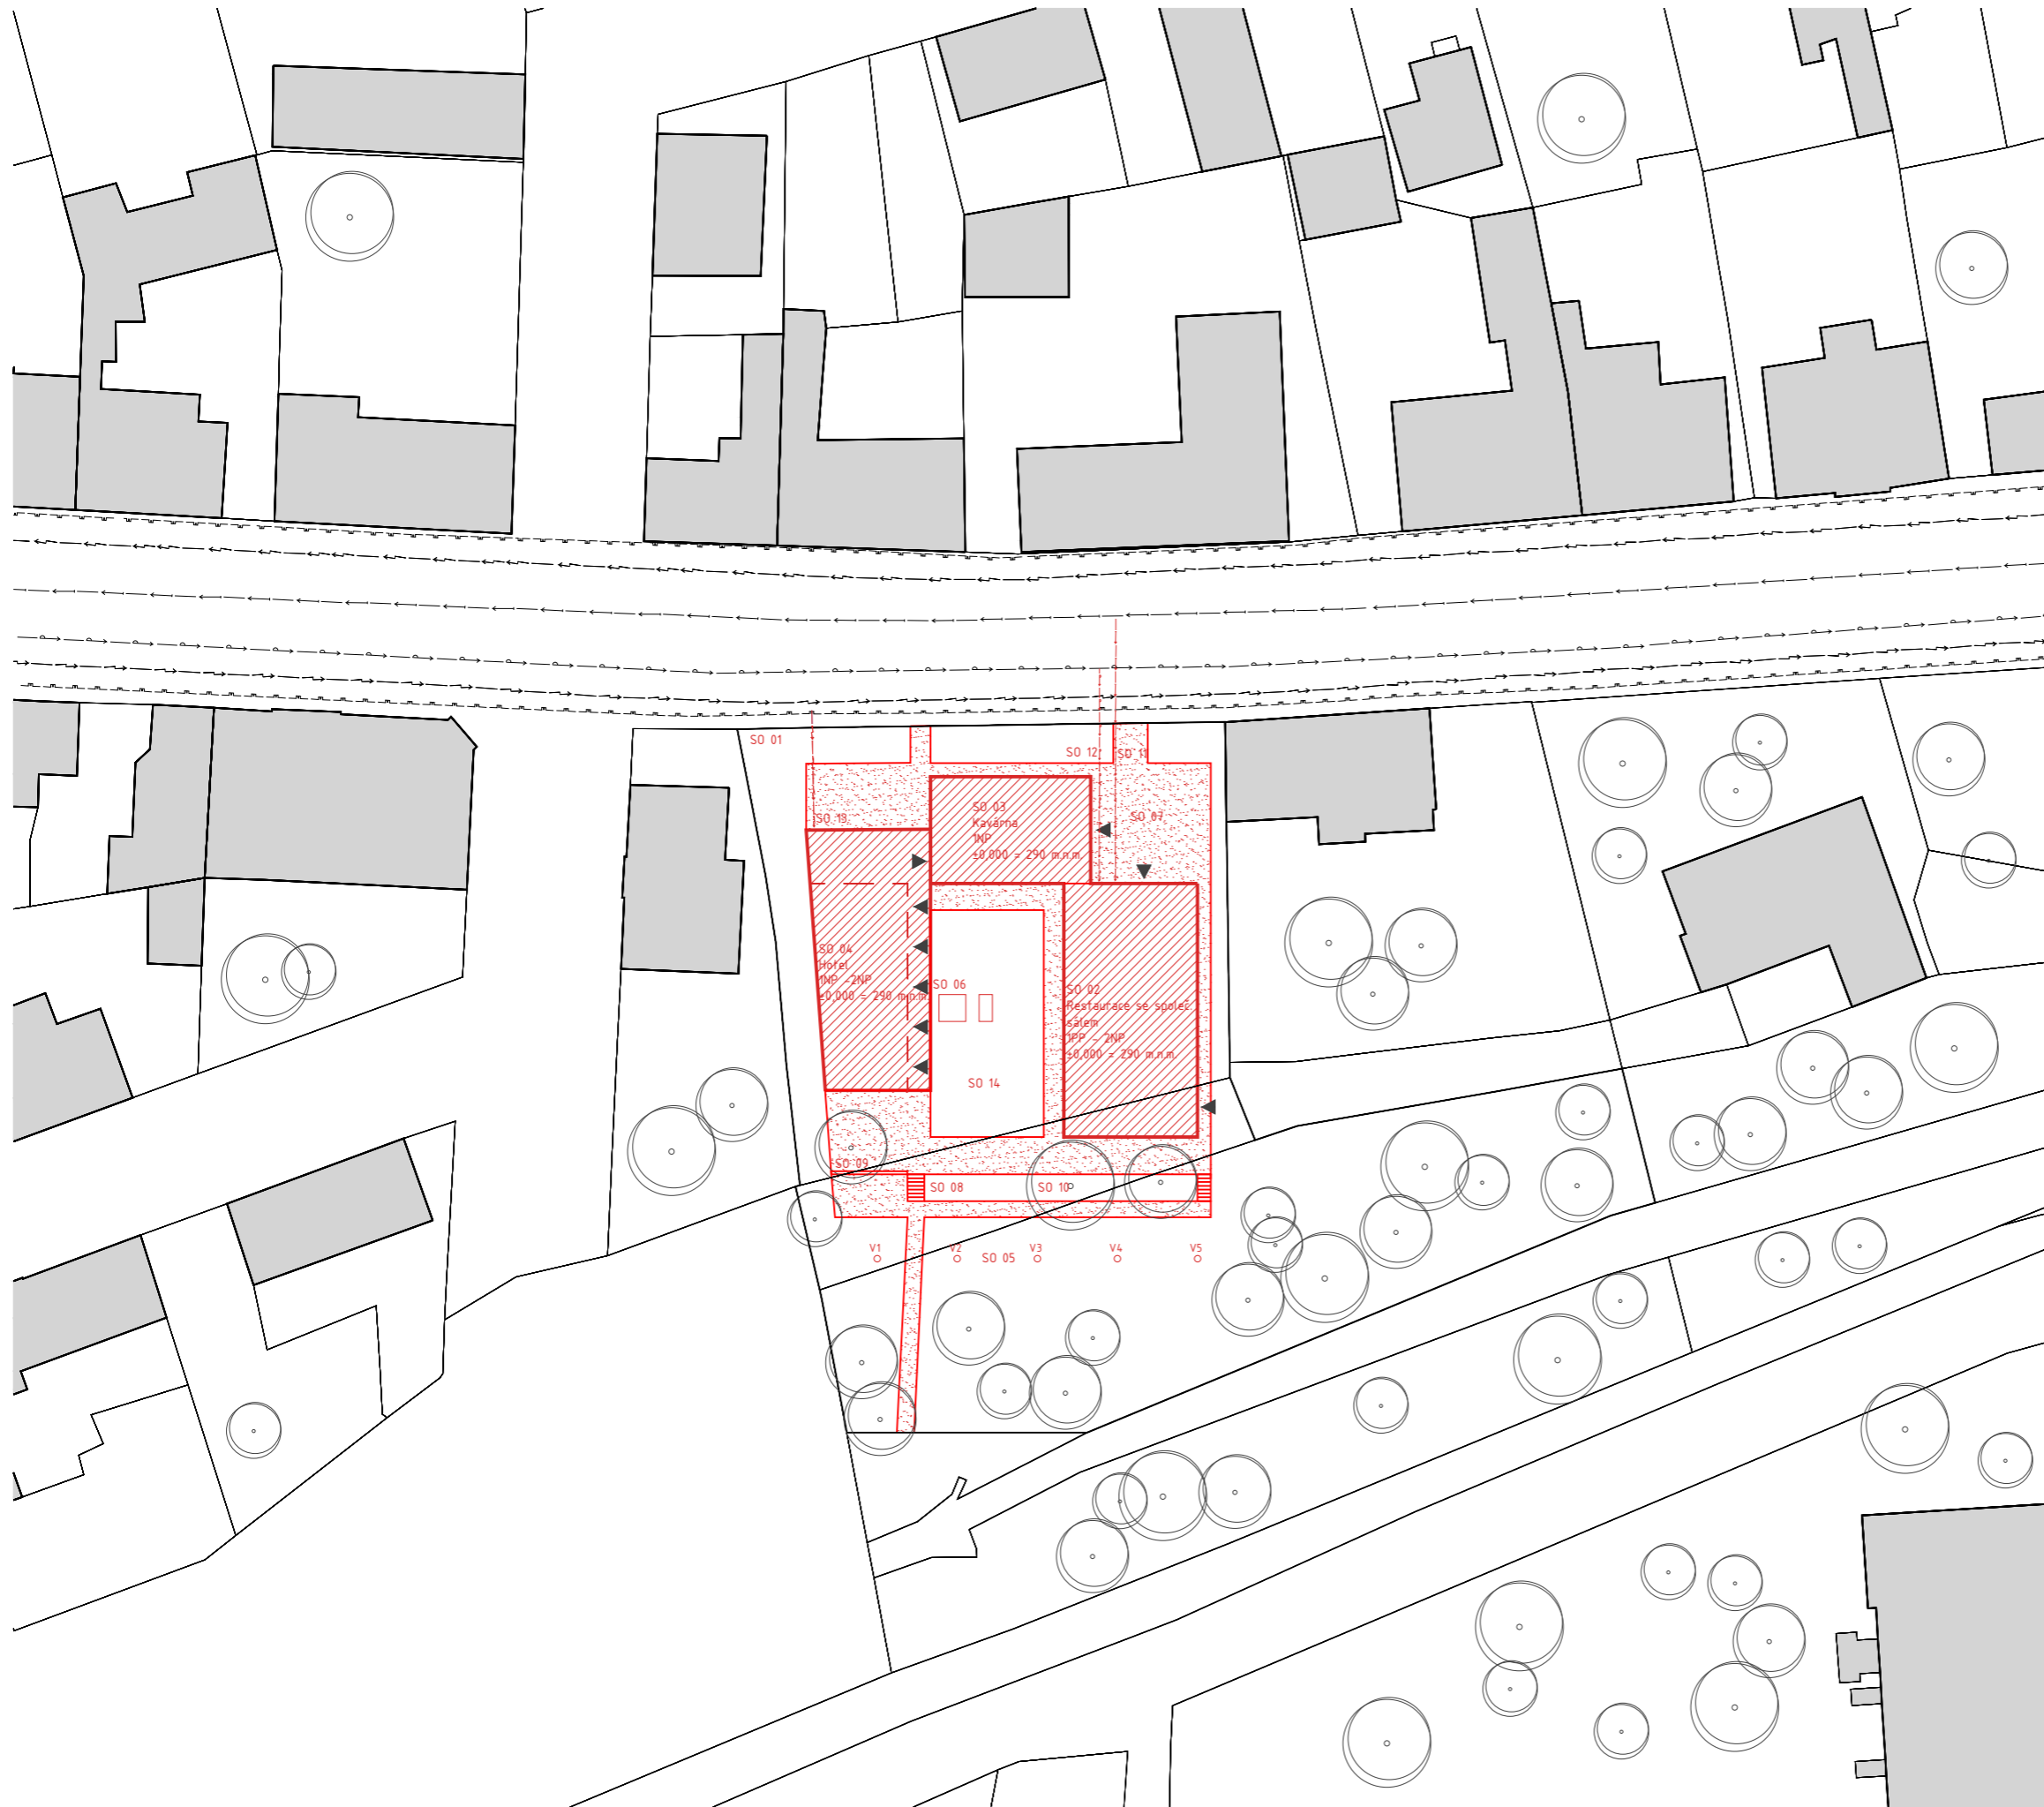 SO 01
SO 12
SO 11
SO 03
Kavárna
1NP
±0,000 = 290 m.n.m.
SO 13
SO 07
SO 04
Hotel
1NP -2NP
±0,000 = 290 m.n.m.
SO 06
SO 02
Restaurace se společ.
sálem
1PP - 2NP
±0,000 = 290 m.n.m.
SO 14
SO 09
SO 08
SO 10
V1
V2
SO 05
V3
V4
V5